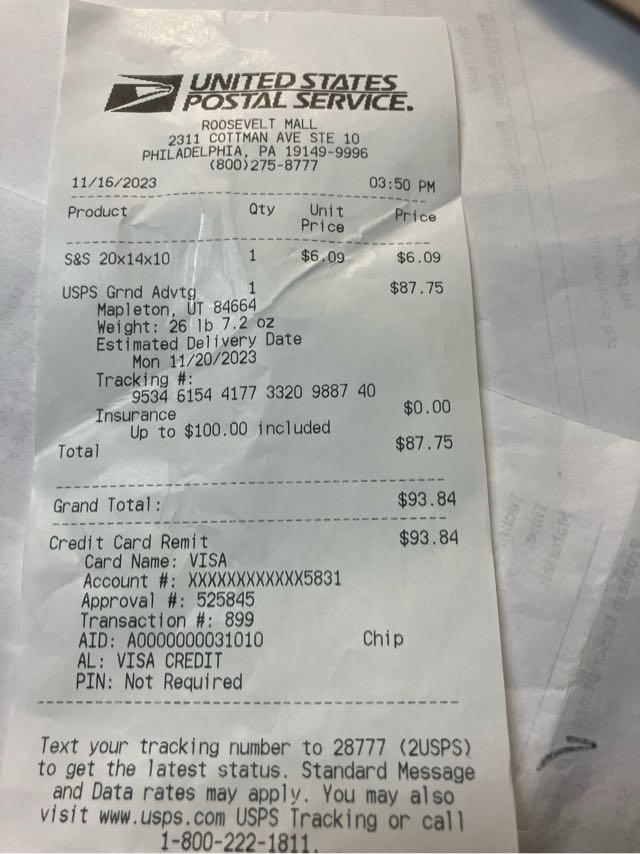 UNITED STATES
POSTAL SERVICE.
ROOSEVELT MALL
2311 COTTMAN AVE STE 10
PHILADELPHIA, PA 19149-9996
(800)275-8777
11/16/2023 03:50 PM
Product Qty Unit Price
Price
S&S 20x14x10 1 $6.09 $6.09
USPS Grnd Advtg 1 $87.75
Mapleton, UT 84664
Weight: 26 lb 7.2 oz
Estimated Delivery Date
Mon 11/20/2023
Tracking #:
9534 6154 4177 3320 9887 40
Insurance $0.00
Up to $100.00 included
Total $87.75
Grand Total: $93.84
Credit Card Remit $93.84
Card Name: VISA
Account #: XXXXXXXXXXXX5831
Approval #: 525845
Transaction #: 899
AID: A0000000031010 Chip
AL: VISA CREDIT
PIN: Not Required
Text your tracking number to 28777 (2USPS)
to get the latest status. Standard Message
and Data rates may apply. You may also
visit www.usps.com USPS Tracking or call
1-800-222-1811.